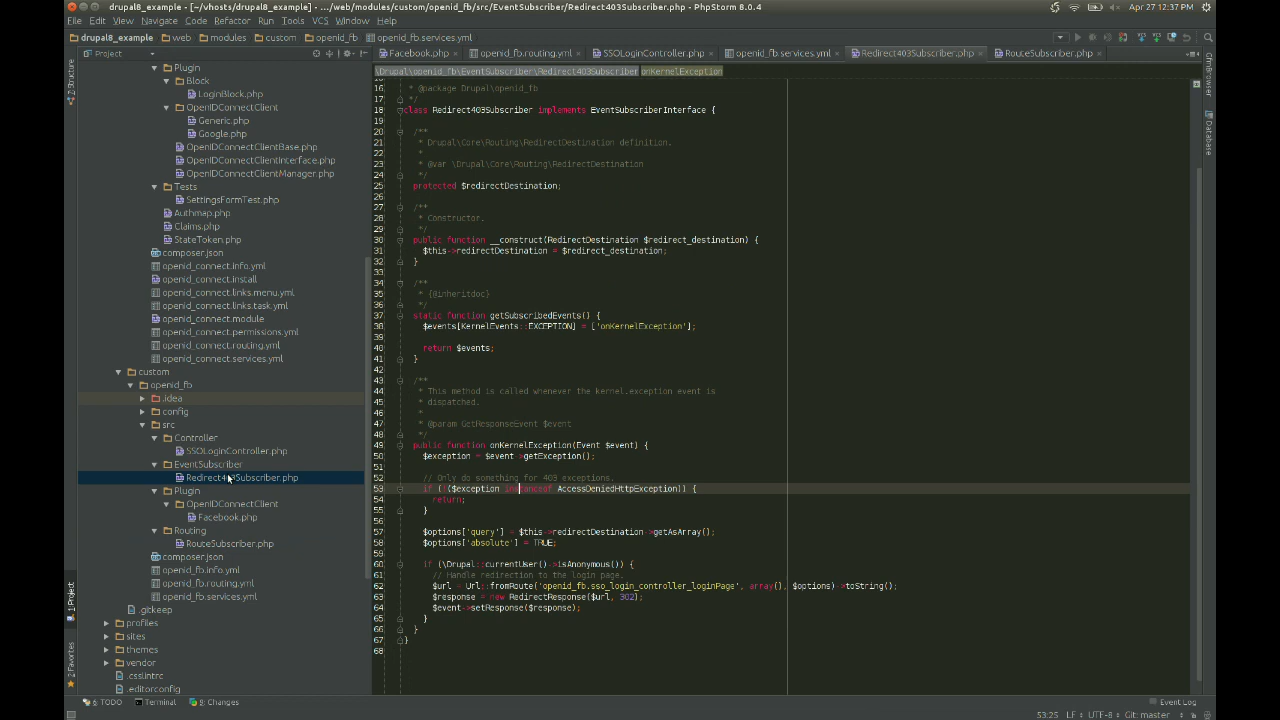 drupal8_example - [~/vhosts/drupal8_example] - .../web/modules/custom/openid_fb/src/EventSubscriber/Redirect403Subscriber.php - PhpStorm 8.0.4
Apr 27 12:37 PM
File Edit View Navigate Code Refactor Run Tools VCS Window Help
drupal8_example web modules custom openid_fb openid_fb.services.yml
Project
Facebook.php openid_fb.routing.yml SSOLoginController.php openid_fb.services.yml Redirect403Subscriber.php RouteSubscriber.php
\Drupal\openid_fb\EventSubscriber\Redirect403Subscriber onKernelException
1: Project
7: Structure
2: Favorites
Plugin
Block
LoginBlock.php
OpenIDConnectClient
Generic.php
Google.php
OpenIDConnectClientBase.php
OpenIDConnectClientInterface.php
OpenIDConnectClientManager.php
Tests
SettingsFormTest.php
Authmap.php
Claims.php
StateToken.php
composer.json
openid_connect.info.yml
openid_connect.install
openid_connect.links.menu.yml
openid_connect.links.task.yml
openid_connect.module
openid_connect.permissions.yml
openid_connect.routing.yml
openid_connect.services.yml
custom
openid_fb
.idea
config
src
Controller
SSOLoginController.php
EventSubscriber
Redirect403Subscriber.php
Plugin
OpenIDConnectClient
Facebook.php
Routing
RouteSubscriber.php
composer.json
openid_fb.info.yml
openid_fb.routing.yml
openid_fb.services.yml
.gitkeep
profiles
sites
themes
vendor
.csslintrc
.editorconfig
16 * @package Drupal\openid_fb
17 */
18 class Redirect403Subscriber implements EventSubscriberInterface {
19
20 /**
21 * Drupal\Core\Routing\RedirectDestination definition.
22 *
23 * @var \Drupal\Core\Routing\RedirectDestination
24 */
25 protected $redirectDestination;
26
27 /**
28 * Constructor.
29 */
30 public function __construct(RedirectDestination $redirect_destination) {
31 $this->redirectDestination = $redirect_destination;
32 }
33
34 /**
35 * {@inheritdoc}
36 */
37 static function getSubscribedEvents() {
38 $events[KernelEvents::EXCEPTION] = ['onKernelException'];
39
40 return $events;
41 }
42
43 /**
44 * This method is called whenever the kernel.exception event is
45 * dispatched.
46 *
47 * @param GetResponseEvent $event
48 */
49 public function onKernelException(Event $event) {
50 $exception = $event->getException();
51
52 // Only do something for 403 exceptions.
53 if (!($exception instanceof AccessDeniedHttpException)) {
54 return;
55 }
56
57 $options['query'] = $this->redirectDestination->getAsArray();
58 $options['absolute'] = TRUE;
59
60 if (\Drupal::currentUser()->isAnonymous()) {
61 // Handle redirection to the login page.
62 $url = Url::fromRoute('openid_fb.sso_login_controller_loginPage', array(), $options)->toString();
63 $response = new RedirectResponse($url, 302);
64 $event->setResponse($response);
65 }
66 }
67 }
68
CfmBrowser
Database
6: TODO Terminal 9: Changes
Event Log
53:25 LF UTF-8 Git: master